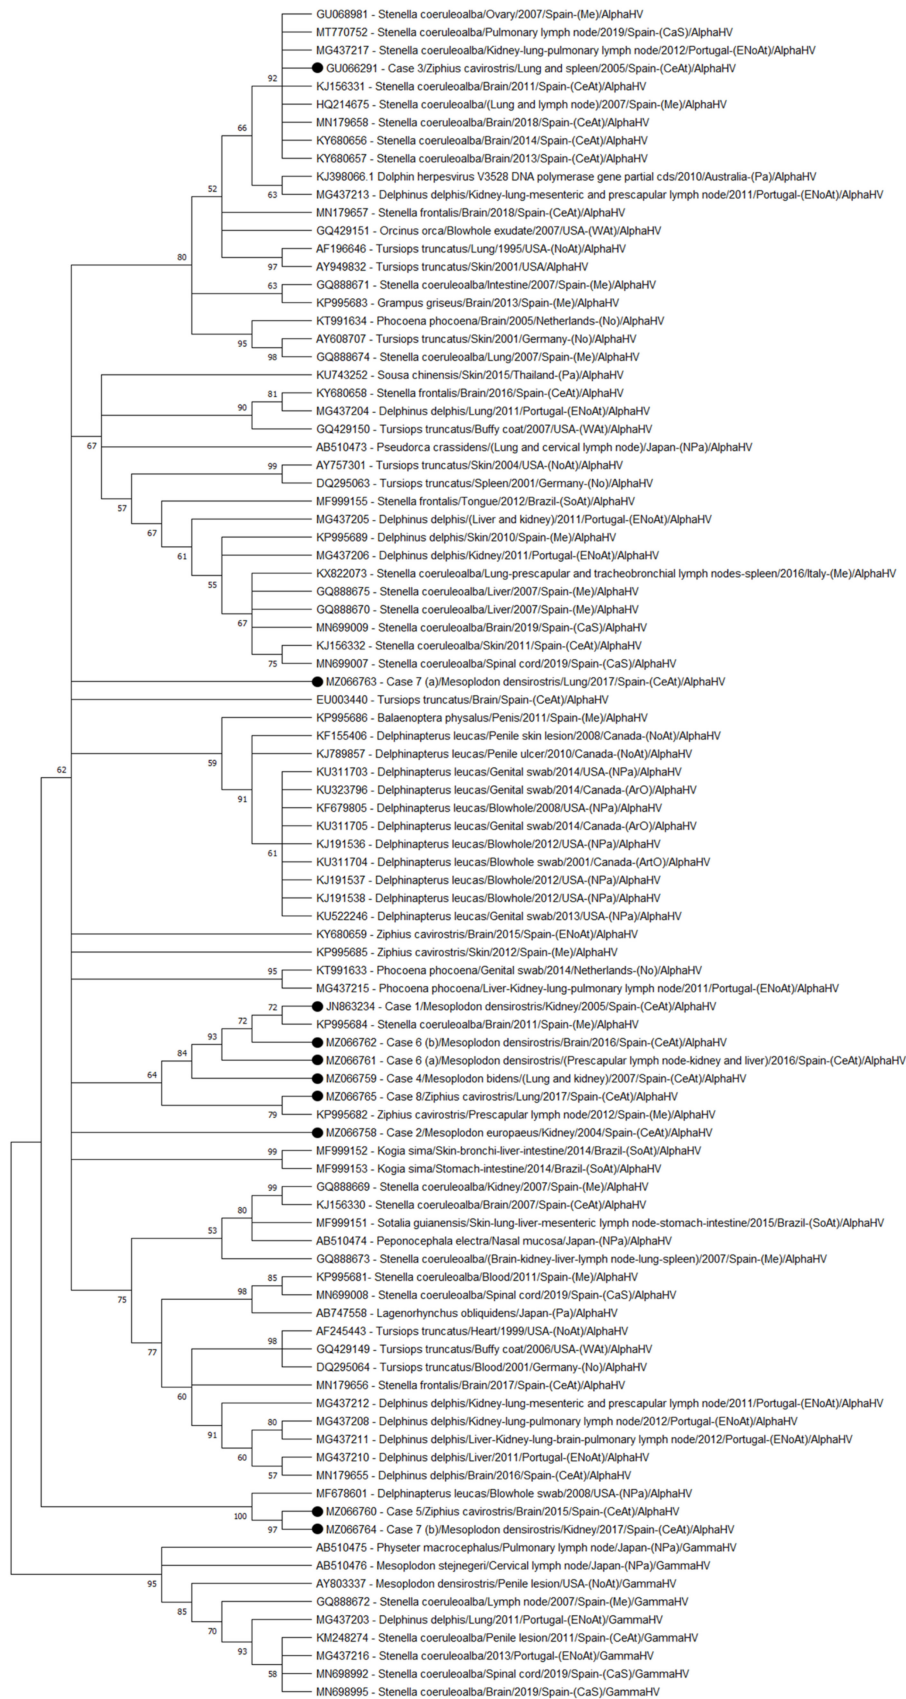 GU068981 - Stenella coeruleoalba/Ovary/2007/Spain-(Me)/AlphaHV
MT770752 - Stenella coeruleoalba/Pulmonary lymph node/2019/Spain-(CaS)/AlphaHV
MG437217 - Stenella coeruleoalba/Kidney-lung-pulmonary lymph node/2012/Portugal-(ENoAt)/AlphaHV
GU066291 - Case 3/Ziphius cavirostris/Lung and spleen/2005/Spain-(CeAt)/AlphaHV
92
KJ156331 - Stenella coeruleoalba/Brain/2011/Spain-(CeAt)/AlphaHV
HQ214675 - Stenella coeruleoalba/(Lung and lymph node)/2007/Spain-(Me)/AlphaHV
66
MN179658 - Stenella coeruleoalba/Brain/2018/Spain-(CeAt)/AlphaHV
KY680656 - Stenella coeruleoalba/Brain/2014/Spain-(CeAt)/AlphaHV
KY680657 - Stenella coeruleoalba/Brain/2013/Spain-(CeAt)/AlphaHV
KJ398066.1 Dolphin herpesvirus V3528 DNA polymerase gene partial cds/2010/Australia-(Pa)/AlphaHV
52
63
MG437213 - Delphinus delphis/Kidney-lung-mesenteric and prescapular lymph node/2011/Portugal-(ENoAt)/AlphaHV
MN179657 - Stenella frontalis/Brain/2018/Spain-(CeAt)/AlphaHV
GQ429151 - Orcinus orca/Blowhole exudate/2007/USA-(WAt)/AlphaHV
AF196646 - Tursiops truncatus/Lung/1995/USA-(NoAt)/AlphaHV
80
97
AY949832 - Tursiops truncatus/Skin/2001/USA/AlphaHV
63
GQ888671 - Stenella coeruleoalba/Intestine/2007/Spain-(Me)/AlphaHV
KP995683 - Grampus griseus/Brain/2013/Spain-(Me)/AlphaHV
KT991634 - Phocoena phocoena/Brain/2005/Netherlands-(No)/AlphaHV
95
AY608707 - Tursiops truncatus/Skin/2001/Germany-(No)/AlphaHV
98
GQ888674 - Stenella coeruleoalba/Lung/2007/Spain-(Me)/AlphaHV
KU743252 - Sousa chinensis/Skin/2015/Thailand-(Pa)/AlphaHV
81
KY680658 - Stenella frontalis/Brain/2016/Spain-(CeAt)/AlphaHV
90
MG437204 - Delphinus delphis/Lung/2011/Portugal-(ENoAt)/AlphaHV
GQ429150 - Tursiops truncatus/Buffy coat/2007/USA-(WAt)/AlphaHV
67
AB510473 - Pseudorca crassidens/(Lung and cervical lymph node)/Japan-(NPa)/AlphaHV
99
AY757301 - Tursiops truncatus/Skin/2004/USA-(NoAt)/AlphaHV
DQ295063 - Tursiops truncatus/Spleen/2001/Germany-(No)/AlphaHV
57
MF999155 - Stenella frontalis/Tongue/2012/Brazil-(SoAt)/AlphaHV
67
MG437205 - Delphinus delphis/(Liver and kidney)/2011/Portugal-(ENoAt)/AlphaHV
KP995689 - Delphinus delphis/Skin/2010/Spain-(Me)/AlphaHV
61
MG437206 - Delphinus delphis/Kidney/2011/Portugal-(ENoAt)/AlphaHV
KX822073 - Stenella coeruleoalba/Lung-prescapular and tracheobronchial lymph nodes-spleen/2016/Italy-(Me)/AlphaHV
55
GQ888675 - Stenella coeruleoalba/Liver/2007/Spain-(Me)/AlphaHV
GQ888670 - Stenella coeruleoalba/Liver/2007/Spain-(Me)/AlphaHV
67
MN699009 - Stenella coeruleoalba/Brain/2019/Spain-(CaS)/AlphaHV
KJ156332 - Stenella coeruleoalba/Skin/2011/Spain-(CeAt)/AlphaHV
75
MN699007 - Stenella coeruleoalba/Spinal cord/2019/Spain-(CaS)/AlphaHV
MZ066763 - Case 7 (a)/Mesoplodon densirostris/Lung/2017/Spain-(CeAt)/AlphaHV
EU003440 - Tursiops truncatus/Brain/Spain-(CeAt)/AlphaHV
KP995686 - Balaenoptera physalus/Penis/2011/Spain-(Me)/AlphaHV
KF155406 - Delphinapterus leucas/Penile skin lesion/2008/Canada-(NoAt)/AlphaHV
59
KJ789857 - Delphinapterus leucas/Penile ulcer/2010/Canada-(NoAt)/AlphaHV
62
KU311703 - Delphinapterus leucas/Genital swab/2014/USA-(NPa)/AlphaHV
91
KU323796 - Delphinapterus leucas/Genital swab/2014/Canada-(ArO)/AlphaHV
KF679805 - Delphinapterus leucas/Blowhole/2008/USA-(NPa)/AlphaHV
KU311705 - Delphinapterus leucas/Genital swab/2014/Canada-(ArO)/AlphaHV
KJ191536 - Delphinapterus leucas/Blowhole/2012/USA-(NPa)/AlphaHV
61
KU311704 - Delphinapterus leucas/Blowhole swab/2001/Canada-(ArtO)/AlphaHV
KJ191537 - Delphinapterus leucas/Blowhole/2012/USA-(NPa)/AlphaHV
KJ191538 - Delphinapterus leucas/Blowhole/2012/USA-(NPa)/AlphaHV
KU522246 - Delphinapterus leucas/Genital swab/2013/USA-(NPa)/AlphaHV
KY680659 - Ziphius cavirostris/Brain/2015/Spain-(ENoAt)/AlphaHV
KP995685 - Ziphius cavirostris/Skin/2012/Spain-(Me)/AlphaHV
95
KT991633 - Phocoena phocoena/Genital swab/2014/Netherlands-(No)/AlphaHV
MG437215 - Phocoena phocoena/Liver-Kidney-lung-pulmonary lymph node/2011/Portugal-(ENoAt)/AlphaHV
72
JN863234 - Case 1/Mesoplodon densirostris/Kidney/2005/Spain-(CeAt)/AlphaHV
72
KP995684 - Stenella coeruleoalba/Brain/2011/Spain-(Me)/AlphaHV
93
MZ066762 - Case 6 (b)/Mesoplodon densirostris/Brain/2016/Spain-(CeAt)/AlphaHV
84
MZ066761 - Case 6 (a)/Mesoplodon densirostris/(Prescapular lymph node-kidney and liver)/2016/Spain-(CeAt)/AlphaHV
64
MZ066759 - Case 4/Mesoplodon bidens/(Lung and kidney)/2007/Spain-(CeAt)/AlphaHV
MZ066765 - Case 8/Ziphius cavirostris/Lung/2017/Spain-(CeAt)/AlphaHV
79
KP995682 - Ziphius cavirostris/Prescapular lymph node/2012/Spain-(Me)/AlphaHV
MZ066758 - Case 2/Mesoplodon europaeus/Kidney/2004/Spain-(CeAt)/AlphaHV
99
MF999152 - Kogia sima/Skin-bronchi-liver-intestine/2014/Brazil-(SoAt)/AlphaHV
MF999153 - Kogia sima/Stomach-intestine/2014/Brazil-(SoAt)/AlphaHV
99
GQ888669 - Stenella coeruleoalba/Kidney/2007/Spain-(Me)/AlphaHV
80
KJ156330 - Stenella coeruleoalba/Brain/2007/Spain-(CeAt)/AlphaHV
53
MF999151 - Sotalia guianensis/Skin-lung-liver-mesenteric lymph node-stomach-intestine/2015/Brazil-(SoAt)/AlphaHV
AB510474 - Peponocephala electra/Nasal mucosa/Japan-(NPa)/AlphaHV
GQ888673 - Stenella coeruleoalba/(Brain-kidney-liver-lymph node-lung-spleen)/2007/Spain-(Me)/AlphaHV
85
KP995681- Stenella coeruleoalba/Blood/2011/Spain-(Me)/AlphaHV
75
98
MN699008 - Stenella coeruleoalba/Spinal cord/2019/Spain-(CaS)/AlphaHV
AB747558 - Lagenorhynchus obliquidens/Japan-(Pa)/AlphaHV
AF245443 - Tursiops truncatus/Heart/1999/USA-(NoAt)/AlphaHV
77
98
GQ429149 - Tursiops truncatus/Buffy coat/2006/USA-(WAt)/AlphaHV
DQ295064 - Tursiops truncatus/Blood/2001/Germany-(No)/AlphaHV
60
MN179656 - Stenella frontalis/Brain/2017/Spain-(CeAt)/AlphaHV
MG437212 - Delphinus delphis/Kidney-lung-mesenteric and prescapular lymph node/2011/Portugal-(ENoAt)/AlphaHV
91
80
MG437208 - Delphinus delphis/Kidney-lung-pulmonary lymph node/2012/Portugal-(ENoAt)/AlphaHV
MG437211 - Delphinus delphis/Liver-Kidney-lung-brain-pulmonary lymph node/2012/Portugal-(ENoAt)/AlphaHV
60
MG437210 - Delphinus delphis/Liver/2011/Portugal-(ENoAt)/AlphaHV
57
MN179655 - Delphinus delphis/Brain/2016/Spain-(CeAt)/AlphaHV
MF678601 - Delphinapterus leucas/Blowhole swab/2008/USA-(NPa)/AlphaHV
100
MZ066760 - Case 5/Ziphius cavirostris/Brain/2015/Spain-(CeAt)/AlphaHV
97
MZ066764 - Case 7 (b)/Mesoplodon densirostris/Kidney/2017/Spain-(CeAt)/AlphaHV
AB510475 - Physeter macrocephalus/Pulmonary lymph node/Japan-(NPa)/GammaHV
AB510476 - Mesoplodon stejnegeri/Cervical lymph node/Japan-(NPa)/GammaHV
95
AY803337 - Mesoplodon densirostris/Penile lesion/USA-(NoAt)/GammaHV
85
GQ888672 - Stenella coeruleoalba/Lymph node/2007/Spain-(Me)/GammaHV
70
MG437203 - Delphinus delphis/Lung/2011/Portugal-(ENoAt)/GammaHV
KM248274 - Stenella coeruleoalba/Penile lesion/2011/Spain-(CeAt)/GammaHV
93
MG437216 - Stenella coeruleoalba/2013/Portugal-(ENoAt)/GammaHV
58
MN698992 - Stenella coeruleoalba/Spinal cord/2019/Spain-(CaS)/GammaHV
MN698995 - Stenella coeruleoalba/Brain/2019/Spain-(CaS)/GammaHV